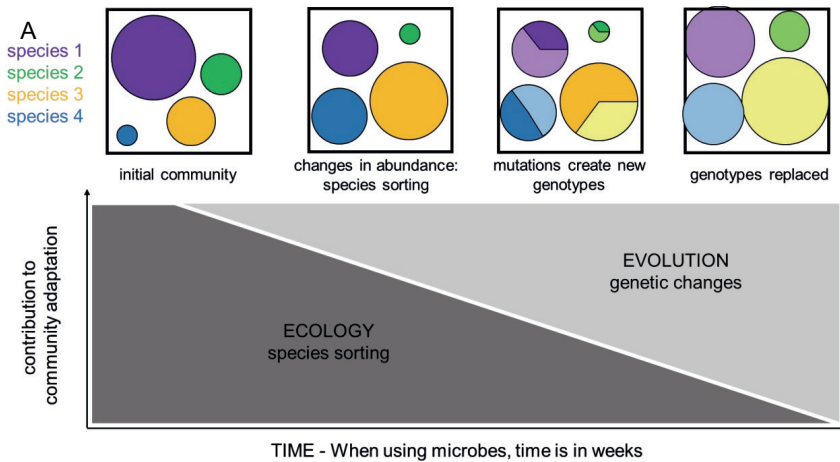 A
species 1
species 2
species 3
species 4
initial community
changes in abundance:
species sorting
mutations create new
genotypes
genotypes replaced
contribution to
community adaptation
EVOLUTION
genetic changes
ECOLOGY
species sorting
TIME - When using microbes, time is in weeks